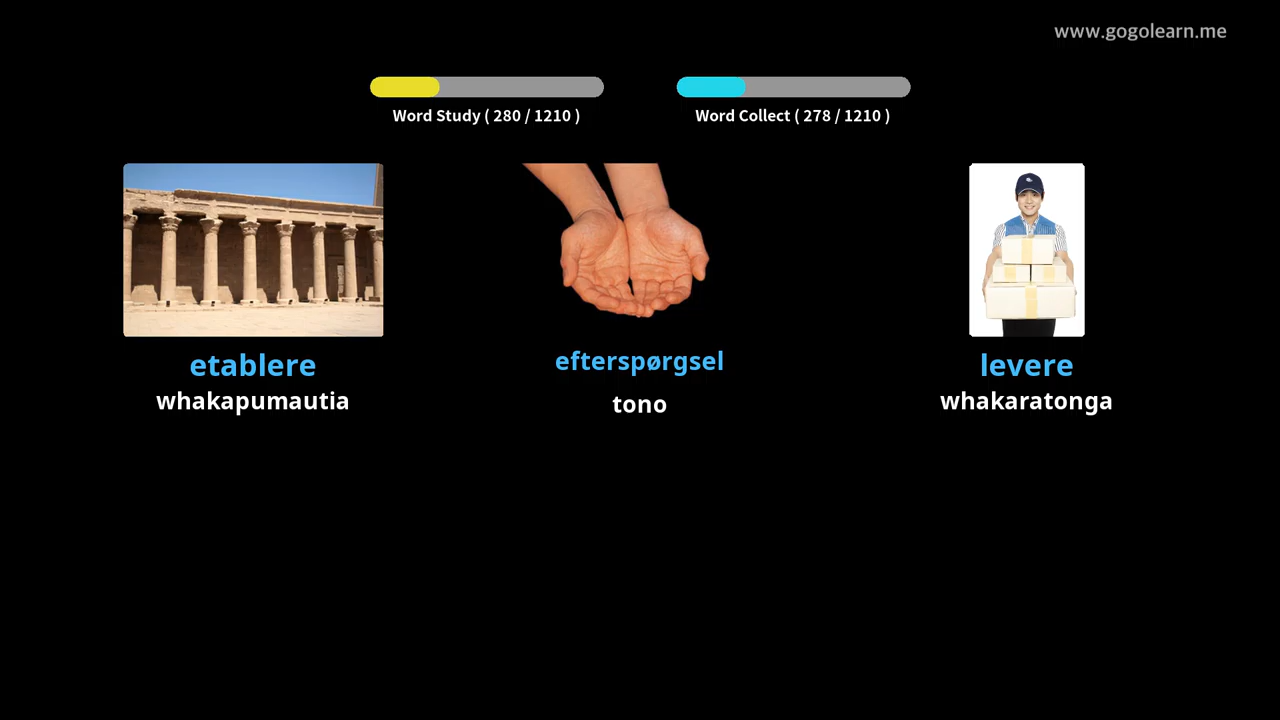 www.gogolearn.me
Word Study ( 280 / 1210 )
Word Collect ( 278 / 1210 )
etablere
whakapumautia
efterspørgsel
tono
levere
whakaratonga